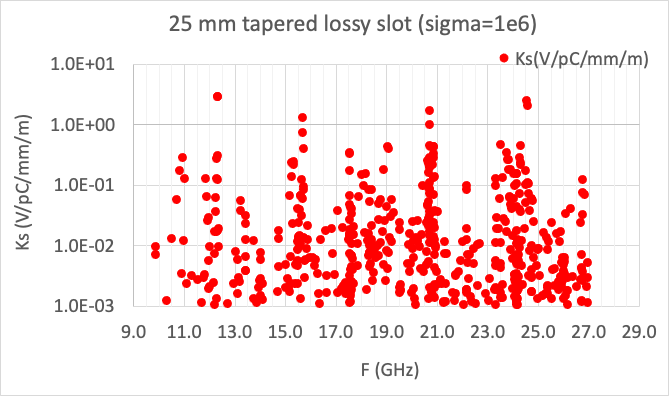 25 mm tapered lossy slot (sigma=1e6)
Ks(V/pC/mm/m)
1.0E+01
1.0E+00
1.0E-01
1.0E-02
1.0E-03
Ks (V/pC/mm/m)
9.0 11.0 13.0 15.0 17.0 19.0 21.0 23.0 25.0 27.0 29.0
F (GHz)